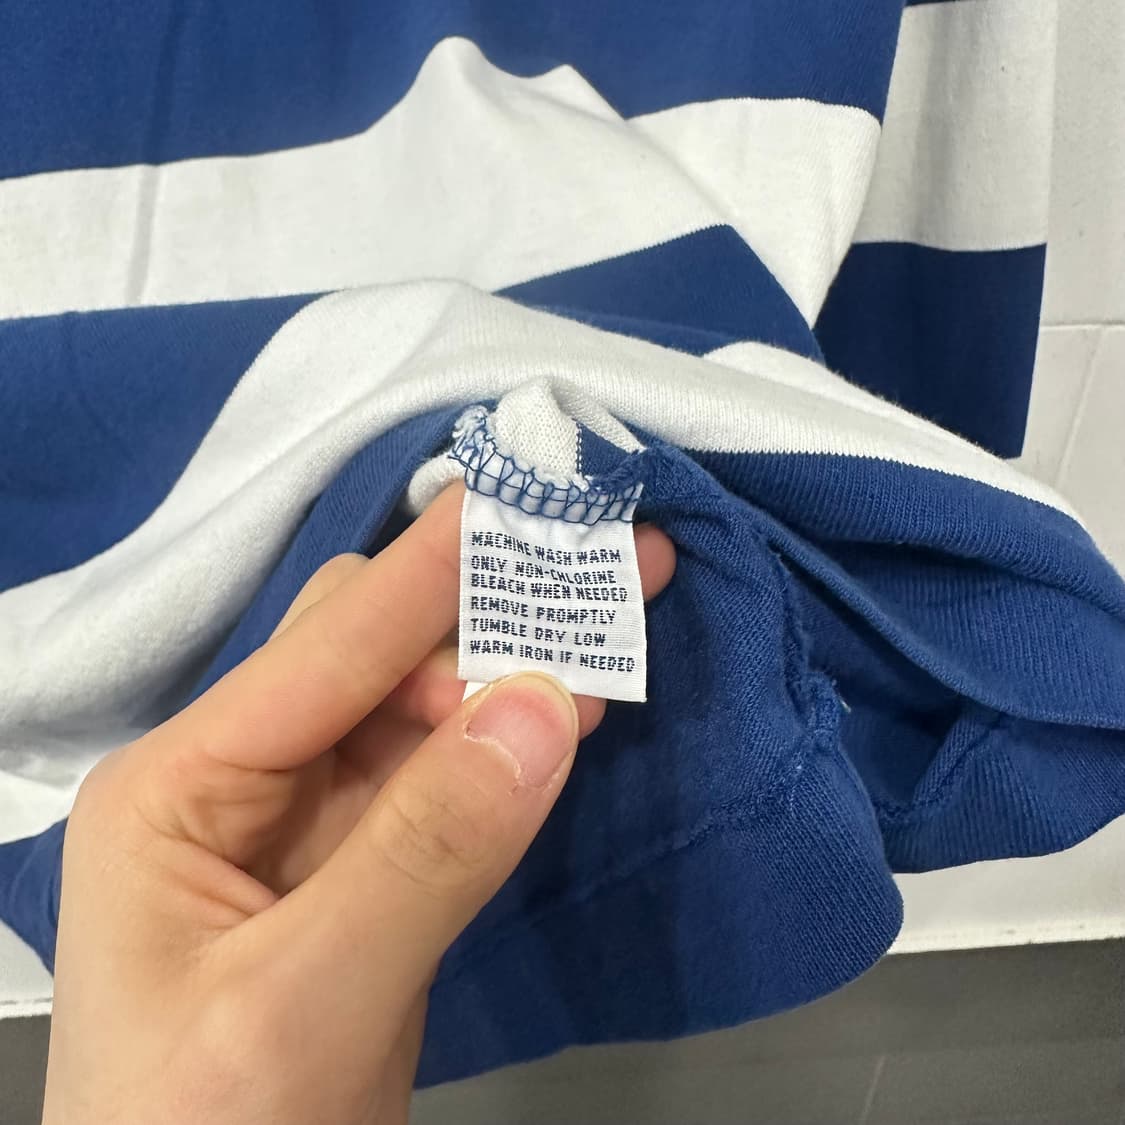 MACHINE WASH WARM
ONLY NON-CHLORINE
BLEACH WHEN NEEDED
REMOVE PROMPTLY
TUMBLE DRY LOW
WARM IRON IF NEEDED